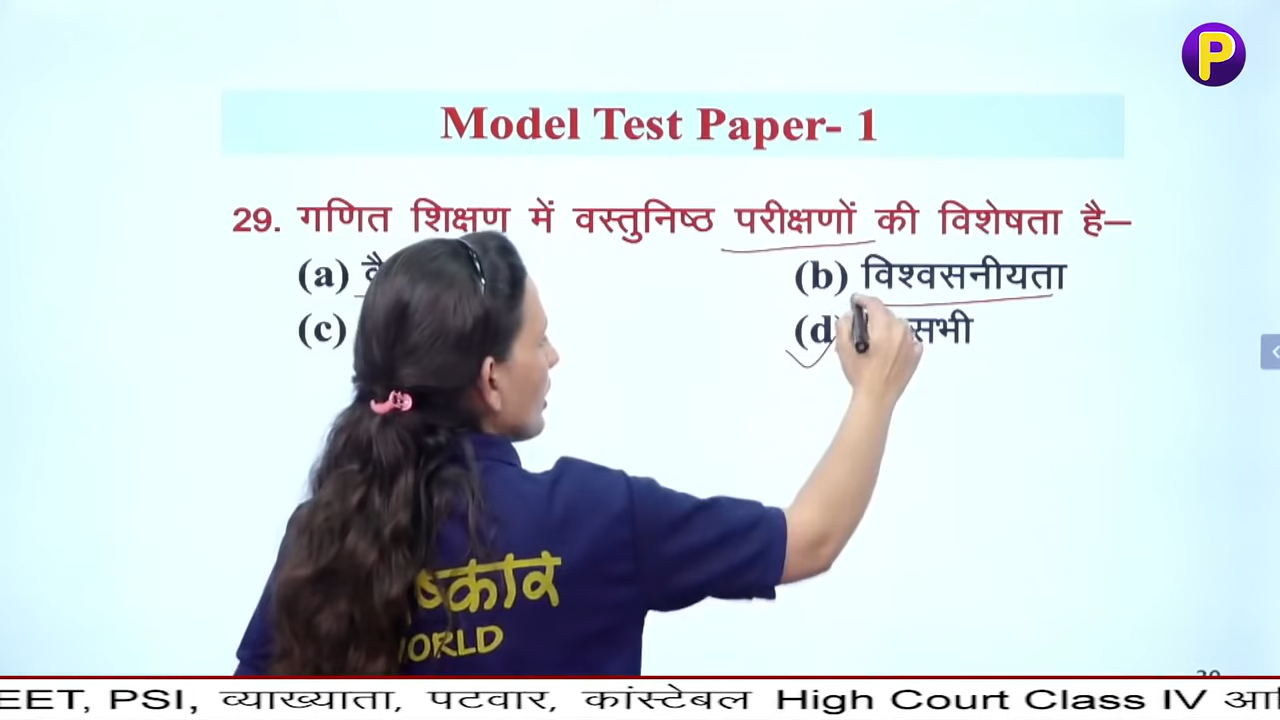 P
Model Test Paper- 1
29. गणित शिक्षण में वस्तुनिष्ठ परीक्षणों की विशेषता है–
(a) (b) विश्वसनीयता
(c) (d सभी
WORLD
EET, PSI, व्याख्याता, पटवार, कांस्टेबल High Court Class IV